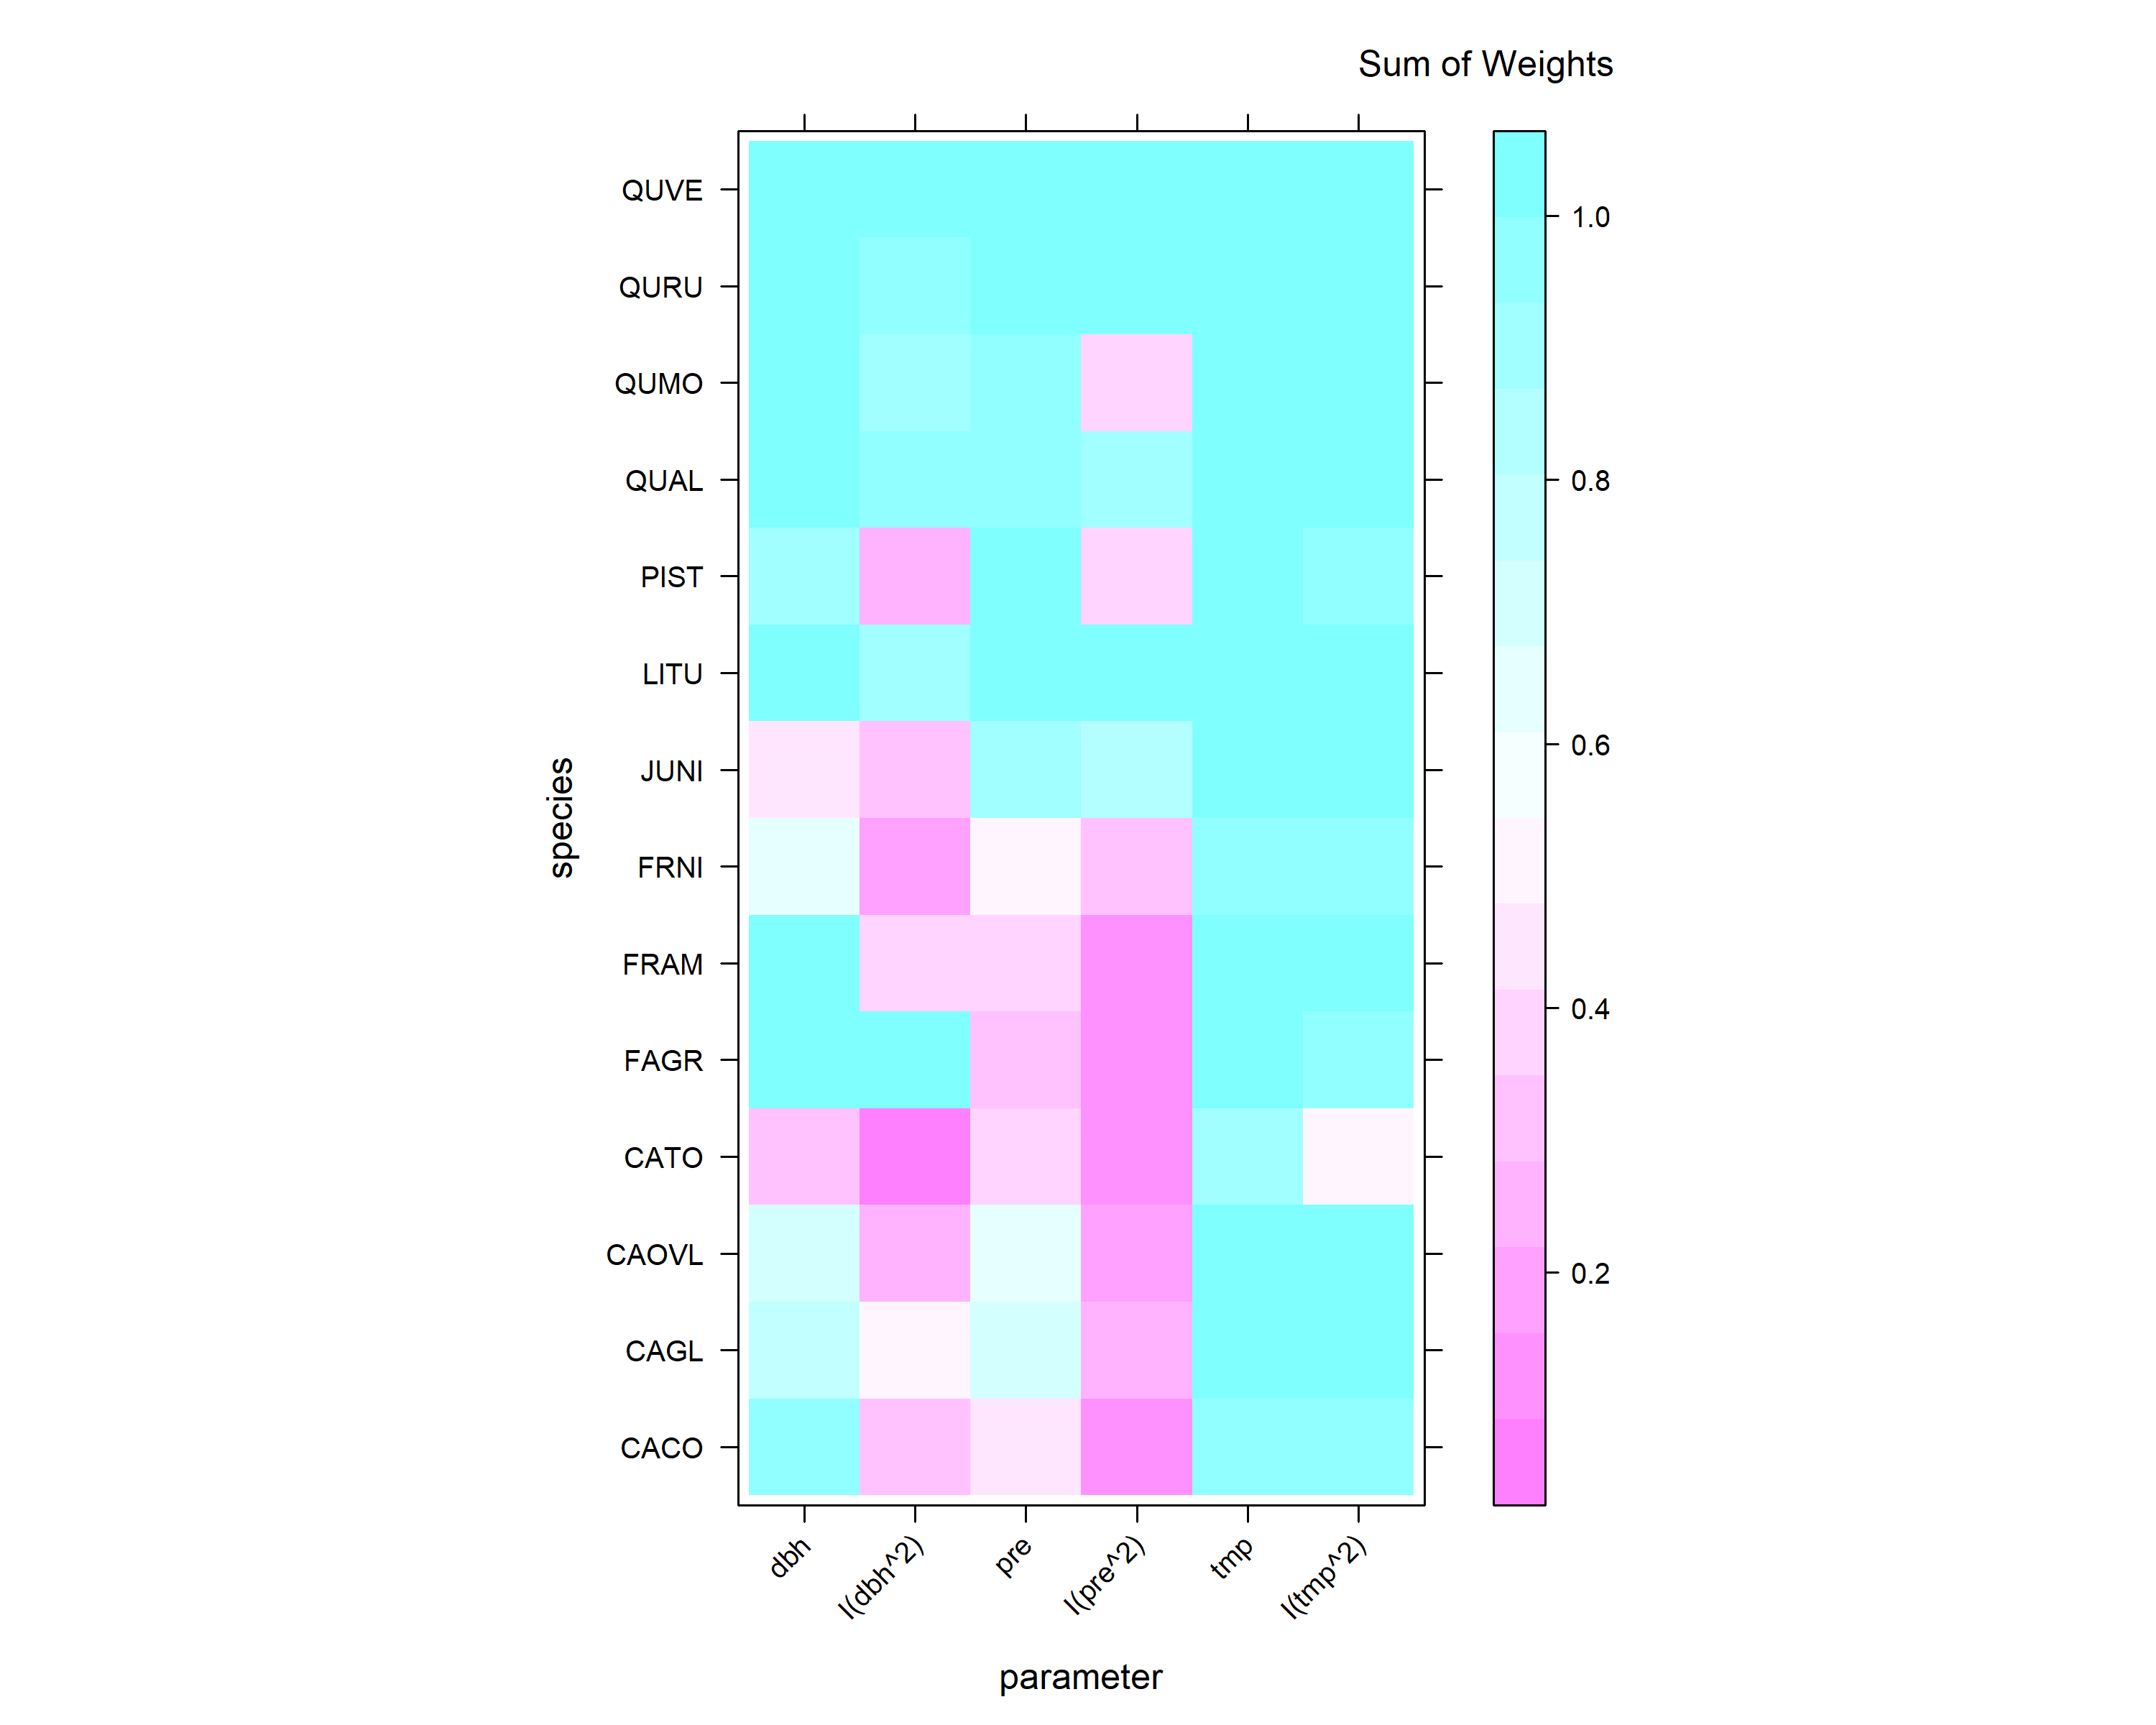 Sum of Weights
QUVE
QURU
QUMO
QUAL
PIST
LITU
JUNI
FRNI
FRAM
FAGR
CATO
CAOVL
CAGL
CACO
species
dbh
I(dbh^2)
pre
I(pre^2)
tmp
I(tmp^2)
parameter
1.0
0.8
0.6
0.4
0.2